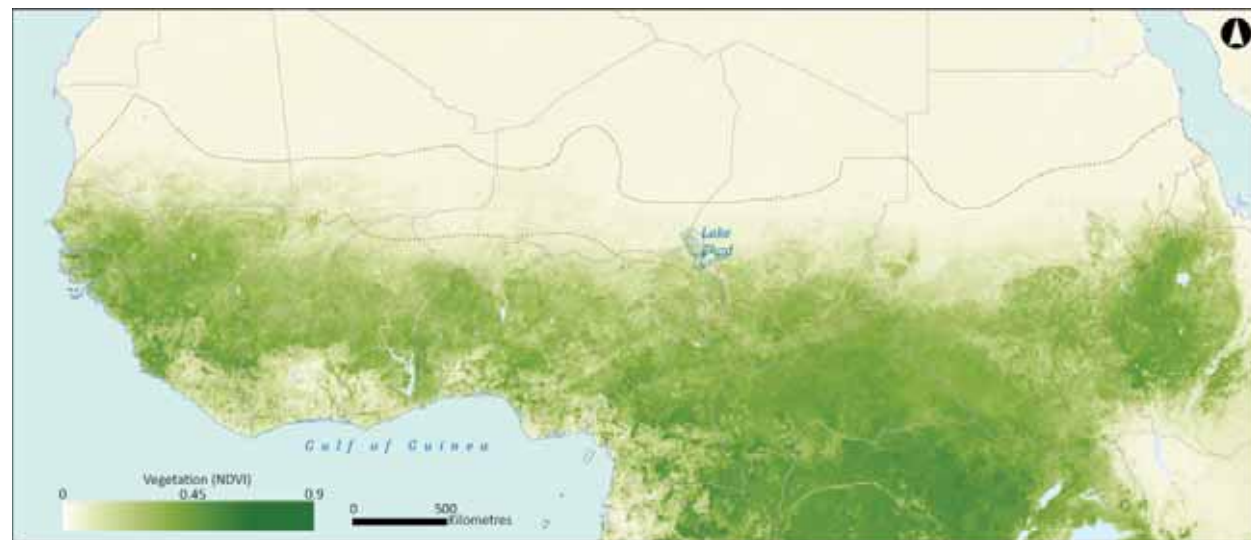 Lake
Chad
Gulf of Guinea
Vegetation (NDVI)
0 0.45 0.9
0 500
Kilometres